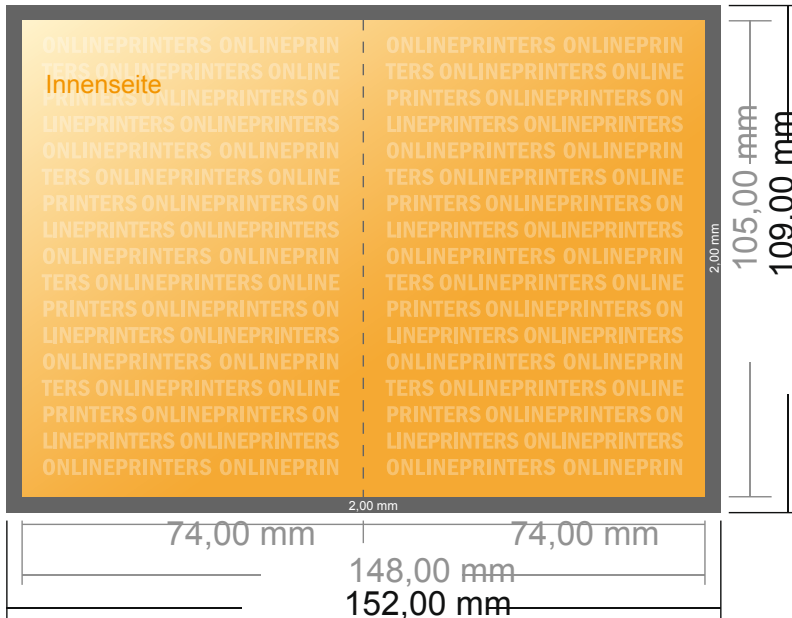 Innenseite
ONLINEPRINTERS ONLINEPRIN
TERS ONLINEPRINTERS ONLINE
PRINTERS ONLINEPRINTERS ON
LINEPRINTERS ONLINEPRINTERS
ONLINEPRINTERS ONLINEPRIN
TERS ONLINEPRINTERS ONLINE
PRINTERS ONLINEPRINTERS ON
LINEPRINTERS ONLINEPRINTERS
ONLINEPRINTERS ONLINEPRIN
TERS ONLINEPRINTERS ONLINE
PRINTERS ONLINEPRINTERS ON
LINEPRINTERS ONLINEPRINTERS
ONLINEPRINTERS ONLINEPRIN
TERS ONLINEPRINTERS ONLINE
PRINTERS ONLINEPRINTERS ON
LINEPRINTERS ONLINEPRINTERS
ONLINEPRINTERS ONLINEPRIN
ONLINEPRINTERS ONLINEPRIN
TERS ONLINEPRINTERS ONLINE
PRINTERS ONLINEPRINTERS ON
LINEPRINTERS ONLINEPRINTERS
ONLINEPRINTERS ONLINEPRIN
TERS ONLINEPRINTERS ONLINE
PRINTERS ONLINEPRINTERS ON
LINEPRINTERS ONLINEPRINTERS
ONLINEPRINTERS ONLINEPRIN
TERS ONLINEPRINTERS ONLINE
PRINTERS ONLINEPRINTERS ON
LINEPRINTERS ONLINEPRINTERS
ONLINEPRINTERS ONLINEPRIN
TERS ONLINEPRINTERS ONLINE
PRINTERS ONLINEPRINTERS ON
LINEPRINTERS ONLINEPRINTERS
ONLINEPRINTERS ONLINEPRIN
2,00 mm
105,00 mm
109,00 mm
2,00 mm
74,00 mm
74,00 mm
148,00 mm
152,00 mm